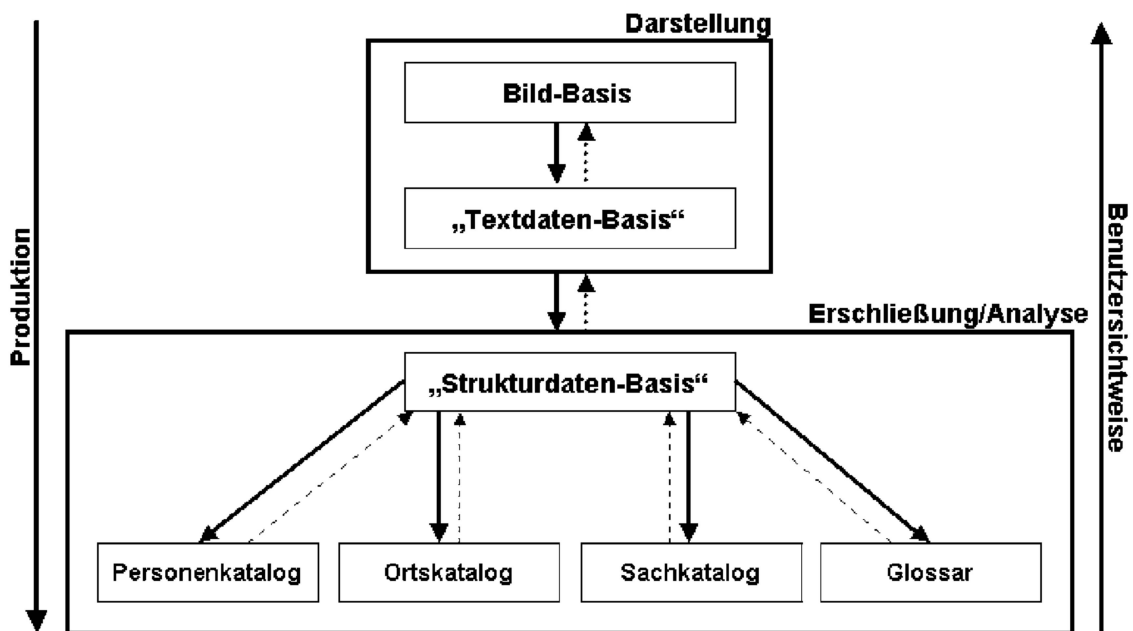 Darstellung
Bild-Basis
„Textdaten-Basis“
Produktion
Benutzersichtweise
Erschließung/Analyse
„Strukturdaten-Basis“
Personenkatalog
Ortskatalog
Sachkatalog
Glossar